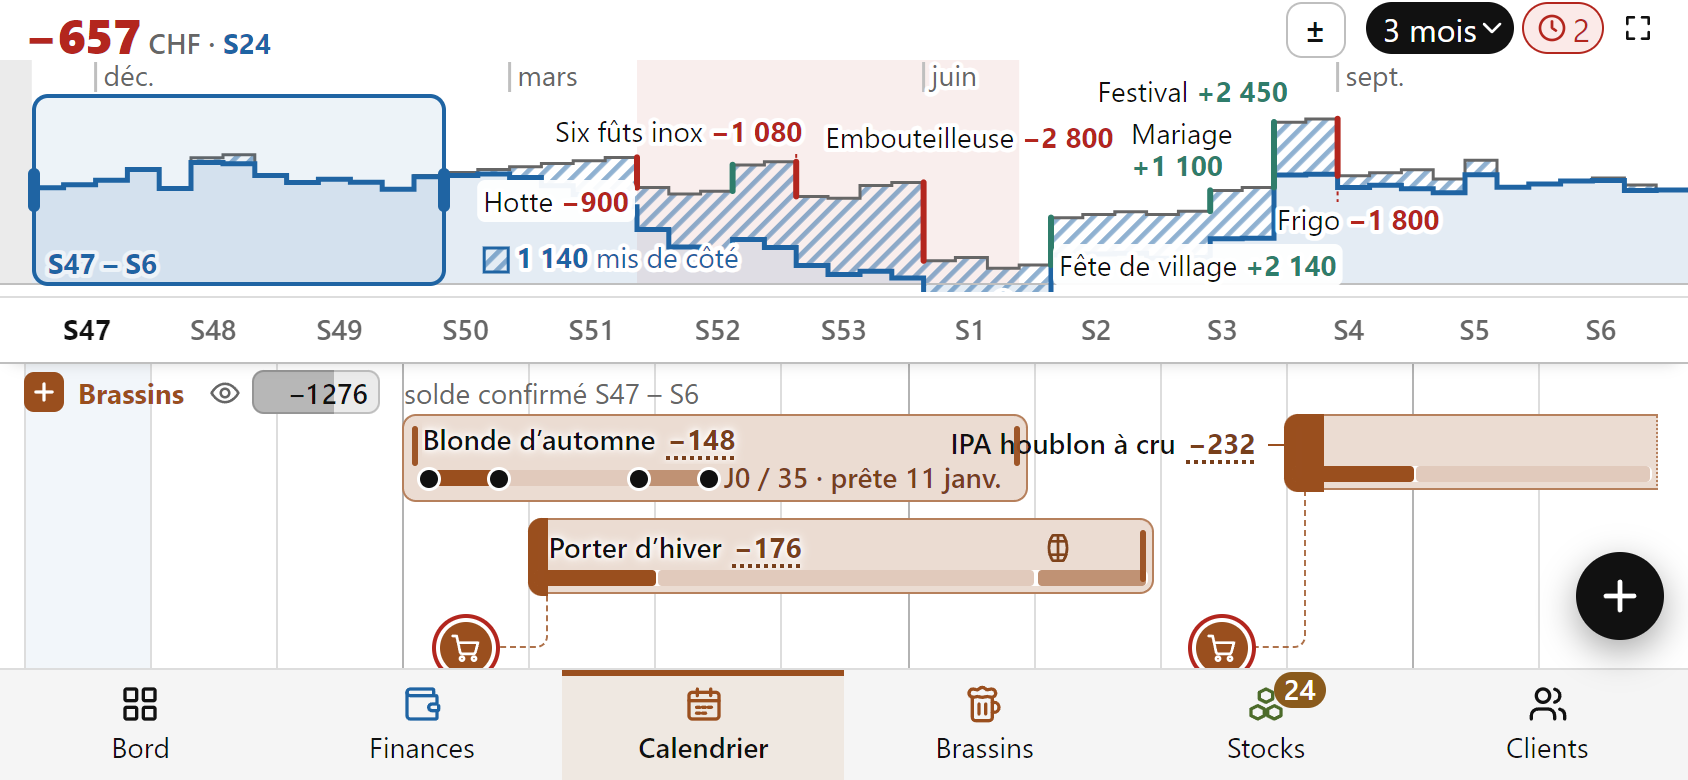 −657 CHF · S24
±
3 mois
2
déc.
mars
juin
sept.
Festival +2 450
Six fûts inox −1 080
Embouteilleuse −2 800
Mariage
+1 100
Hotte −900
Frigo −1 800
S47 – S6
1 140 mis de côté
Fête de village +2 140
S47 S48 S49 S50 S51 S52 S53 S1 S2 S3 S4 S5 S6
Brassins
−1276
solde confirmé S47 – S6
Blonde d’automne −148
IPA houblon à cru −232
J0 / 35 · prête 11 janv.
Porter d’hiver −176
24
Bord
Finances
Calendrier
Brassins
Stocks
Clients